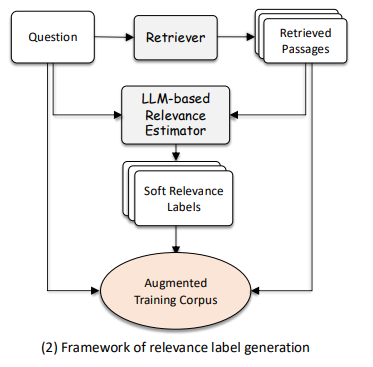 Question
Retriever
Retrieved
Passages
LLM-based
Relevance
Estimator
Soft Relevance
Labels
Augmented
Training Corpus
(2) Framework of relevance label generation